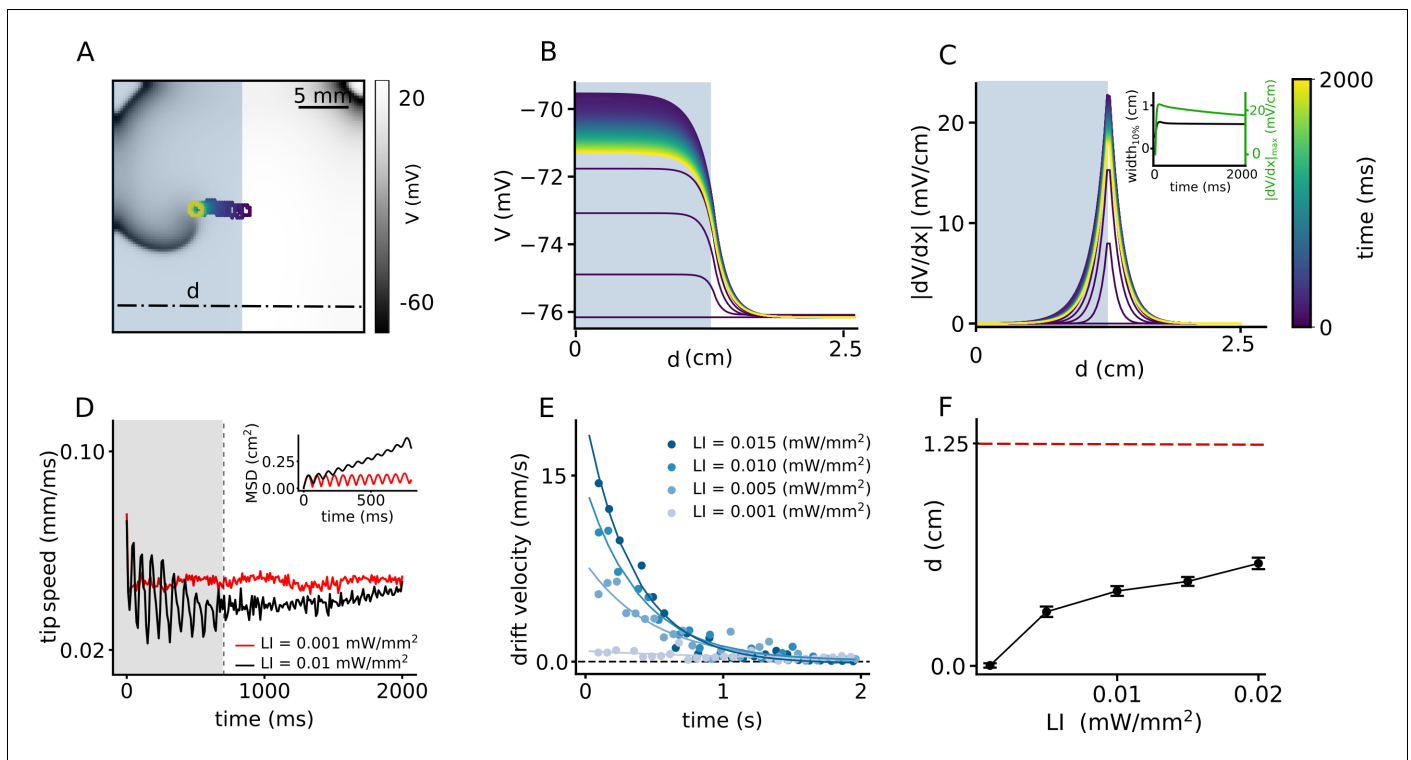 A
5 mm
d
20
V (mV)
-60
B
−70
−72
−74
−76
V (mV)
0
2.5
d (cm)
C
20
10
0
|dV/dx| (mV/cm)
0
2.5
d (cm)
1
0
width10% (cm)
20
0
|dV/dx|max (mV/cm)
0
2000
time (ms)
2000
0
time (ms)
D
0.10
0.02
tip speed (mm/ms)
MSD (cm²)
0.25
0.00
0
500
time (ms)
LI = 0.001 mW/mm²
LI = 0.01 mW/mm²
0
1000
2000
time (ms)
E
15
0.0
drift velocity (mm/s)
LI = 0.015 (mW/mm²)
LI = 0.010 (mW/mm²)
LI = 0.005 (mW/mm²)
LI = 0.001 (mW/mm²)
0
1
2
time (s)
F
1.25
0.0
d (cm)
0.01
0.02
LI (mW/mm²)